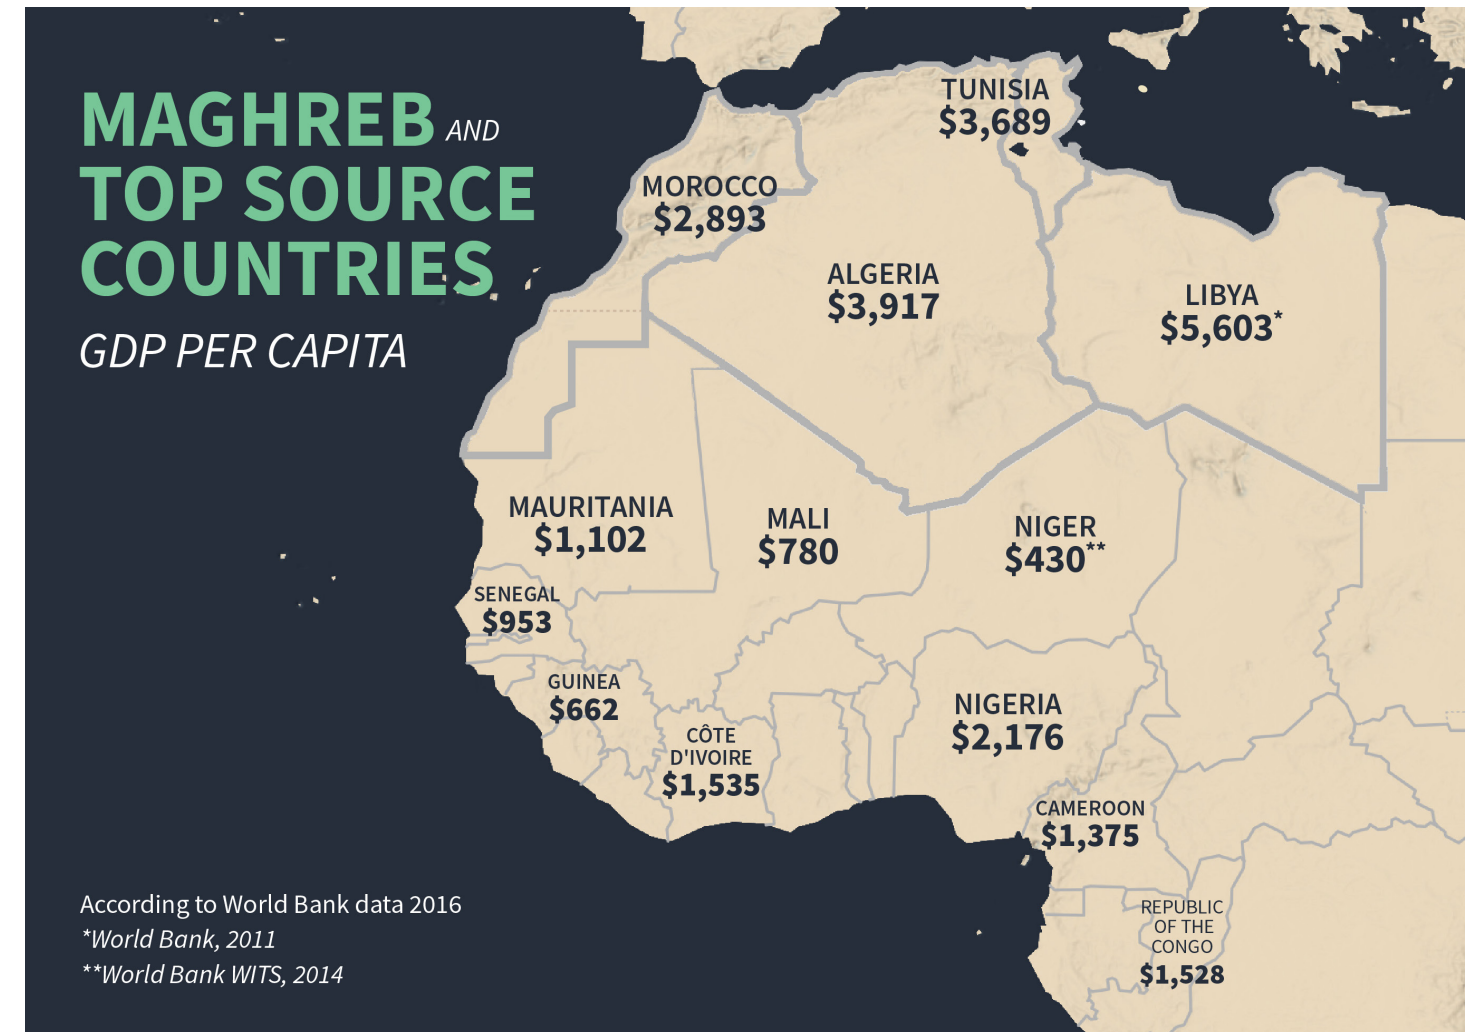 MAGHREB AND
TOP SOURCE
COUNTRIES
GDP PER CAPITA
TUNISIA
$3,689
MOROCCO
$2,893
ALGERIA
$3,917
LIBYA
$5,603*
MAURITANIA
$1,102
MALI
$780
NIGER
$430**
SENEGAL
$953
GUINEA
$662
CÔTE
D'IVOIRE
$1,535
NIGERIA
$2,176
CAMEROON
$1,375
REPUBLIC
OF THE
CONGO
$1,528
According to World Bank data 2016
*World Bank, 2011
**World Bank WITS, 2014